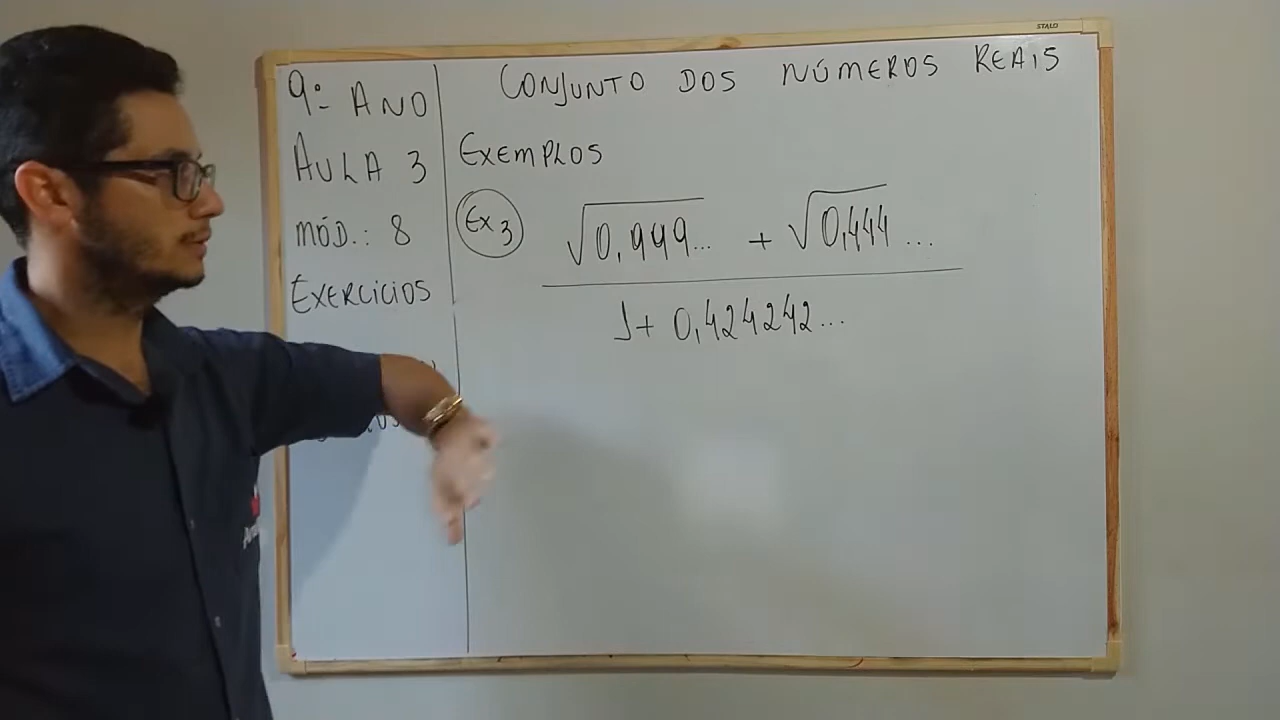 STALO
9º ANO
AULA 3
MÓD.: 8
EXERCÍCIOS
CONJUNTO DOS NÚMEROS REAIS
EXEMPLOS
Ex 3
√0,999... + √0,444...
1+ 0,424242...